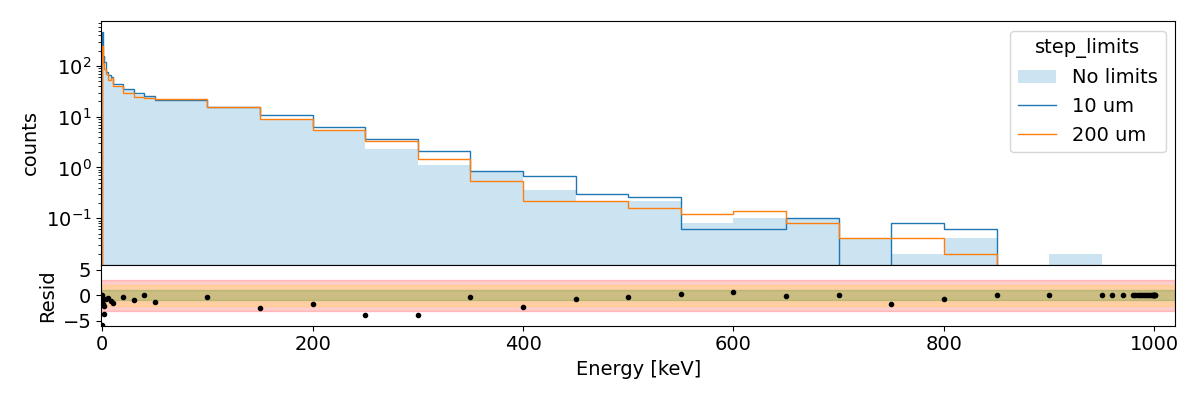 step_limits
No limits
10 um
200 um
counts
10²
10¹
10⁰
10⁻¹
Resid
5
0
−5
0 200 400 600 800 1000
Energy [keV]